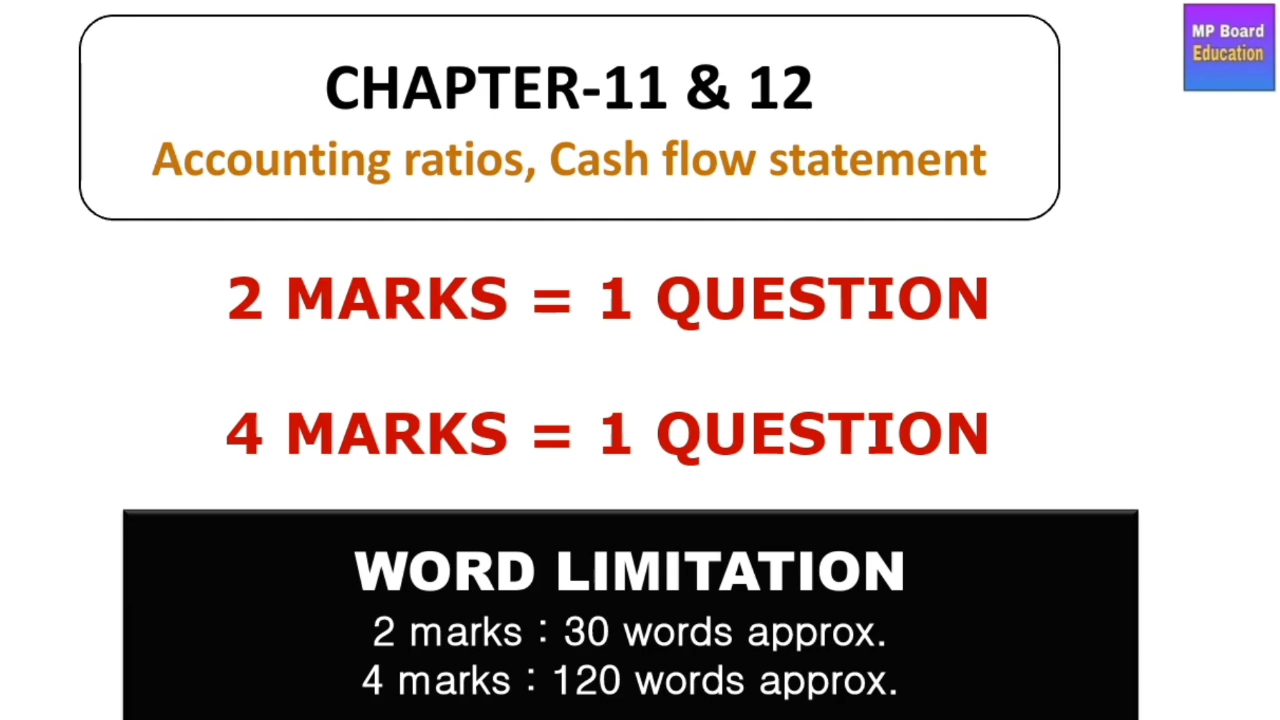 MP Board
Education
CHAPTER-11 & 12
Accounting ratios, Cash flow statement
2 MARKS = 1 QUESTION
4 MARKS = 1 QUESTION
WORD LIMITATION
2 marks : 30 words approx.
4 marks : 120 words approx.